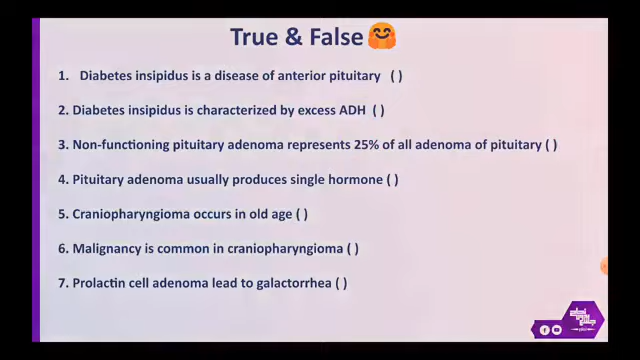 True & False 🤗
1. Diabetes insipidus is a disease of anterior pituitary ( )
2. Diabetes insipidus is characterized by excess ADH ( )
3. Non-functioning pituitary adenoma represents 25% of all adenoma of pituitary ( )
4. Pituitary adenoma usually produces single hormone ( )
5. Craniopharyngioma occurs in old age ( )
6. Malignancy is common in craniopharyngioma ( )
7. Prolactin cell adenoma lead to galactorrhea ( )